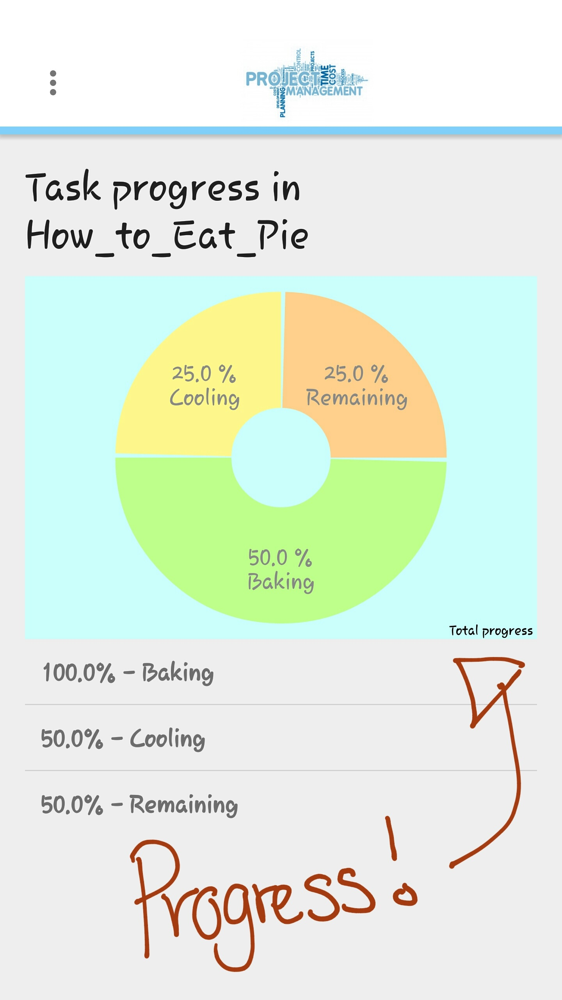 CONTROL
PROJECTS
PROJECT
TIME
COST
PROCESS
MANAGEMENT
COSTS
DEVELOPMENT
PLANNING
Task progress in
How_to_Eat_Pie
25.0 %
Cooling
25.0 %
Remaining
50.0 %
Baking
Total progress
100.0% - Baking
50.0% - Cooling
50.0% - Remaining
Progress!